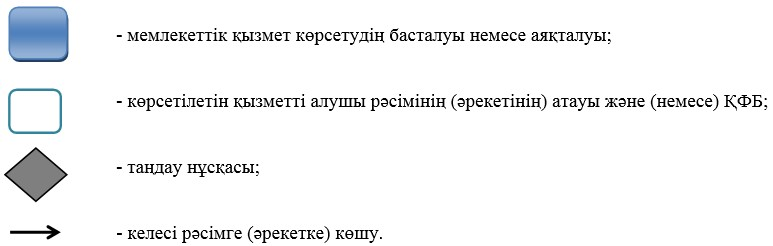 - мемлекеттік қызмет көрсетудің басталуы немесе аяқталуы;
- көрсетілетін қызметті алушы рәсімінің (әрекетінің) атауы және (немесе) ҚФБ;
- таңдау нұсқасы;
- келесі рәсімге (әрекетке) көшу.